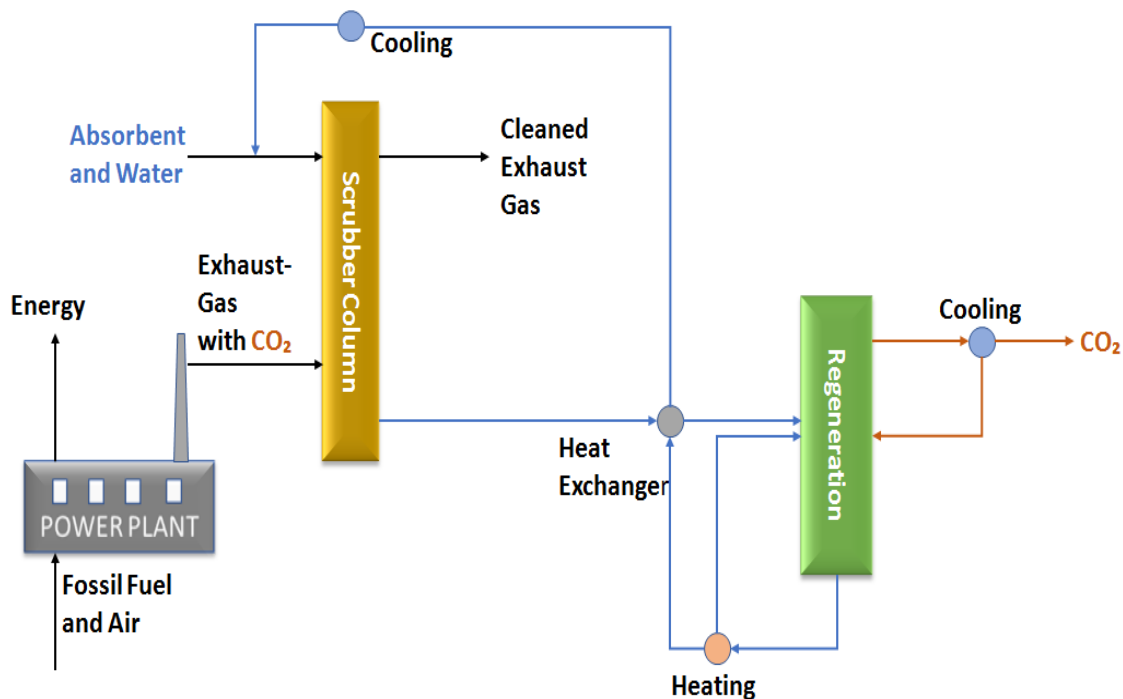 Cooling
Absorbent
and Water
Cleaned
Exhaust
Gas
Scrubber Column
Exhaust-
Gas
with CO₂
Energy
POWER PLANT
Fossil Fuel
and Air
Heat
Exchanger
Regeneration
Cooling
CO₂
Heating